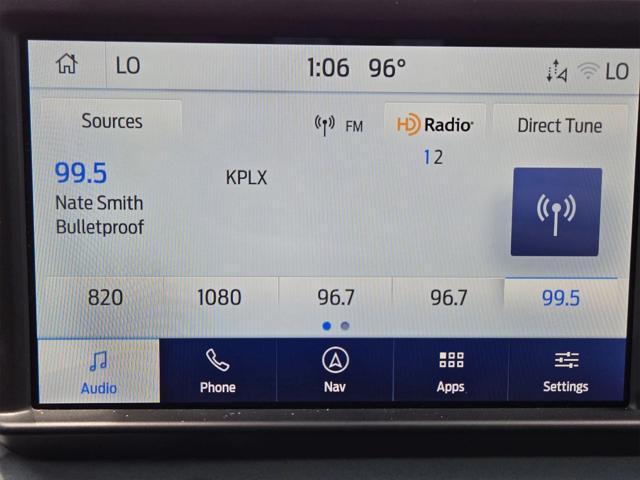 LO 1:06 96° LO
Sources FM HD Radio Direct Tune
1 2
99.5 KPLX
Nate Smith
Bulletproof
820 1080 96.7 96.7 99.5
Audio Phone Nav Apps Settings